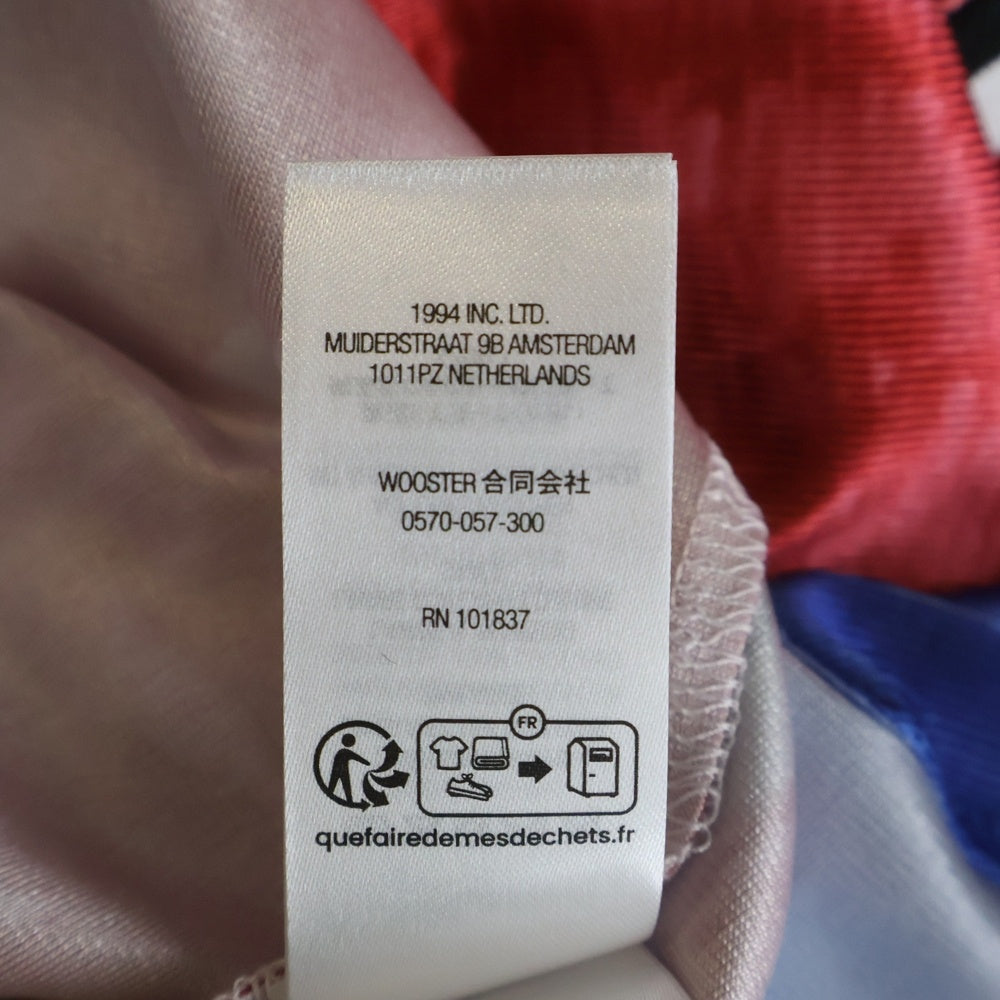 1994 INC. LTD.
MUIDERSTRAAT 9B AMSTERDAM
1011PZ NETHERLANDS
WOOSTER 合同会社
0570-057-300
RN 101837
FR
quefairedemesdechets.fr